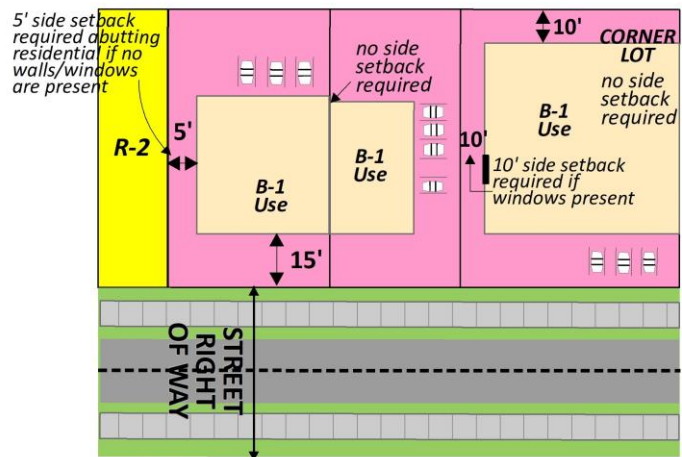 5' side setback
required abutting
residential if no
walls/windows
are present
R-2
5'
B-1
Use
15'
no side
setback
required
B-1
Use
10'
CORNER
LOT
no side
setback
required
B-1
Use
10'
10' side setback
required if
windows present
STREET
RIGHT
OF WAY